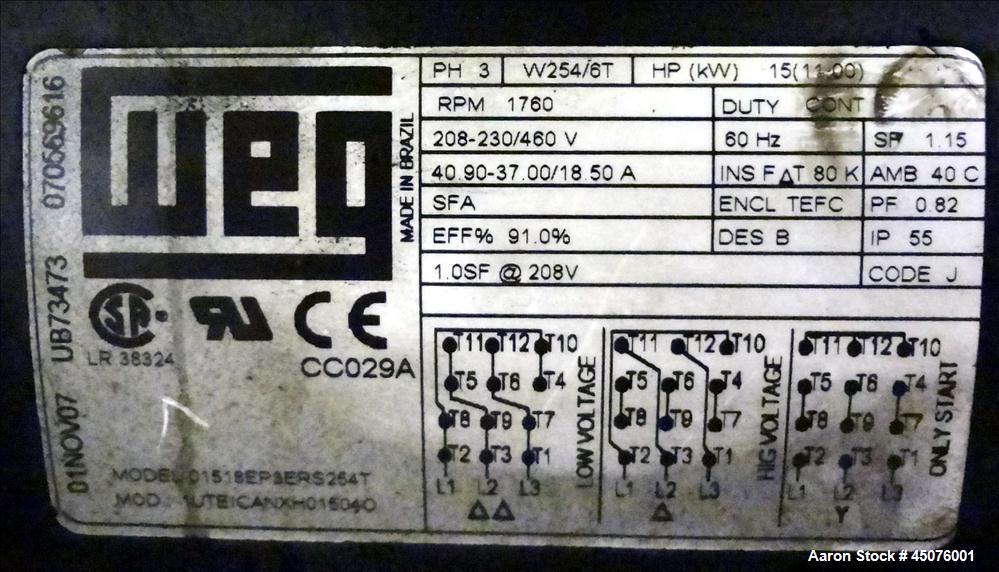 070569616
UB73473
01NOV07
weg
MADE IN BRAZIL
LR 38324
CE
CC029A
MODEL 01518EP3ERS254T
MOD.
PH 3 W254/6T HP (kW) 15(11.00)
RPM 1760 DUTY CONT
208-230/460 V 60 Hz SF 1.15
40.90-37.00/18.50 A INS F ΔT 80 K AMB 40 C
SFA ENCL TEFC PF 0.82
EFF% 91.0% DES B IP 55
1.0SF @ 208V CODE J
T11 T12 T10
T5 T6 T4
T8 T9 T7
T2 T3 T1
L1 L2 L3
ΔΔ
LOW VOLTAGE
T11 T12 T10
T5 T6 T4
T8 T9 T7
T2 T3 T1
L1 L2 L3
Δ
HIG VOLTAGE
T11 T12 T10
T5 T6 T4
T8 T9 T7
T2 T3 T1
L1 L2 L3
Y
ONLY START
Aaron Stock # 45076001